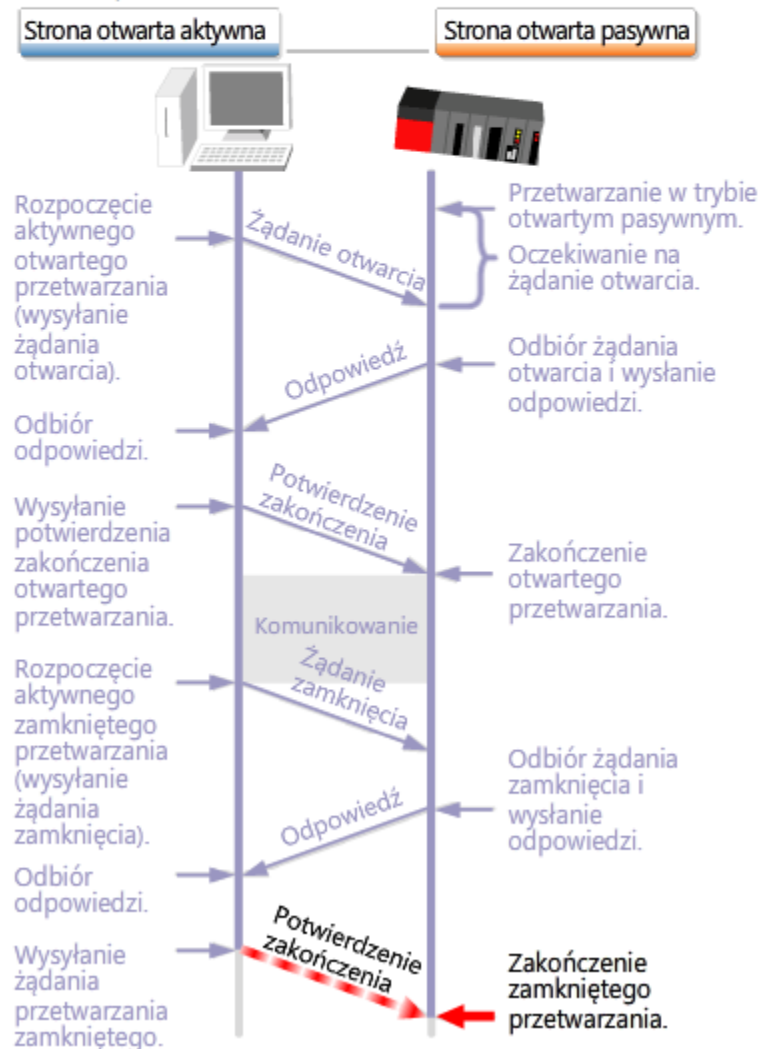 Strona otwarta aktywna
Strona otwarta pasywna
Rozpoczęcie
aktywnego
otwartego
przetwarzania
(wysyłanie
żądania
otwarcia).
Żądanie otwarcia
Przetwarzanie w trybie
otwartym pasywnym.
Oczekiwanie na
żądanie otwarcia.
Odpowiedź
Odbiór żądania
otwarcia i wysłanie
odpowiedzi.
Odbiór
odpowiedzi.
Wysyłanie
potwierdzenia
zakończenia
otwartego
przetwarzania.
Potwierdzenie
zakończenia
Zakończenie
otwartego
przetwarzania.
Komunikowanie
Rozpoczęcie
aktywnego
zamkniętego
przetwarzania
(wysyłanie
żądania
zamknięcia).
Żądanie
zamknięcia
Odbiór żądania
zamknięcia i
wysłanie
odpowiedzi.
Odpowiedź
Odbiór
odpowiedzi.
Wysyłanie
żądania
przetwarzania
zamkniętego.
Potwierdzenie
zakończenia
Zakończenie
zamkniętego
przetwarzania.